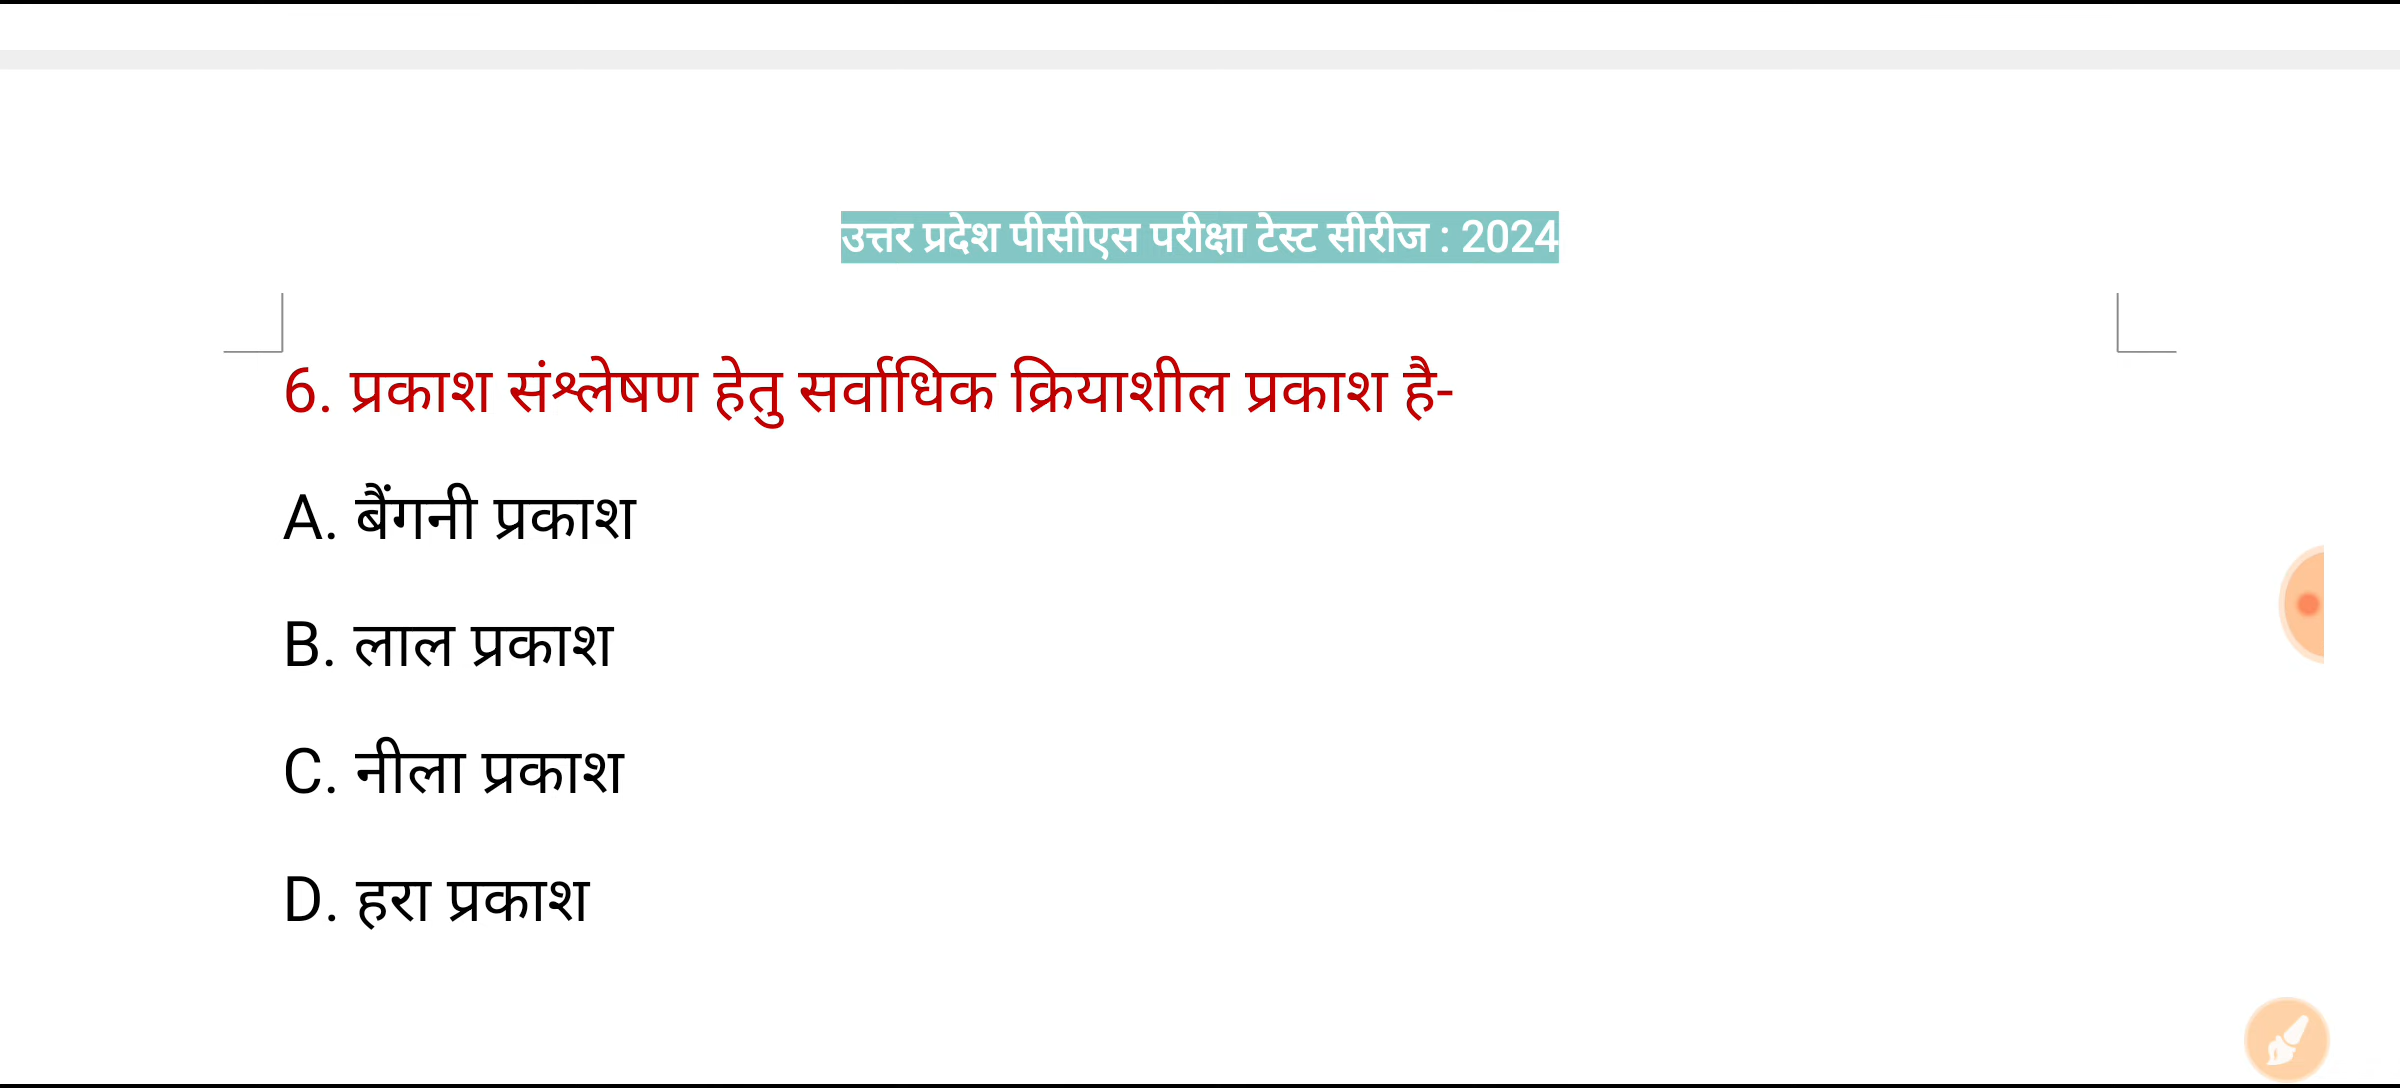 उत्तर प्रदेश पीसीएस परीक्षा टेस्ट सीरीज : 2024
6. प्रकाश संश्लेषण हेतु सर्वाधिक क्रियाशील प्रकाश है-
A. बैंगनी प्रकाश
B. लाल प्रकाश
C. नीला प्रकाश
D. हरा प्रकाश